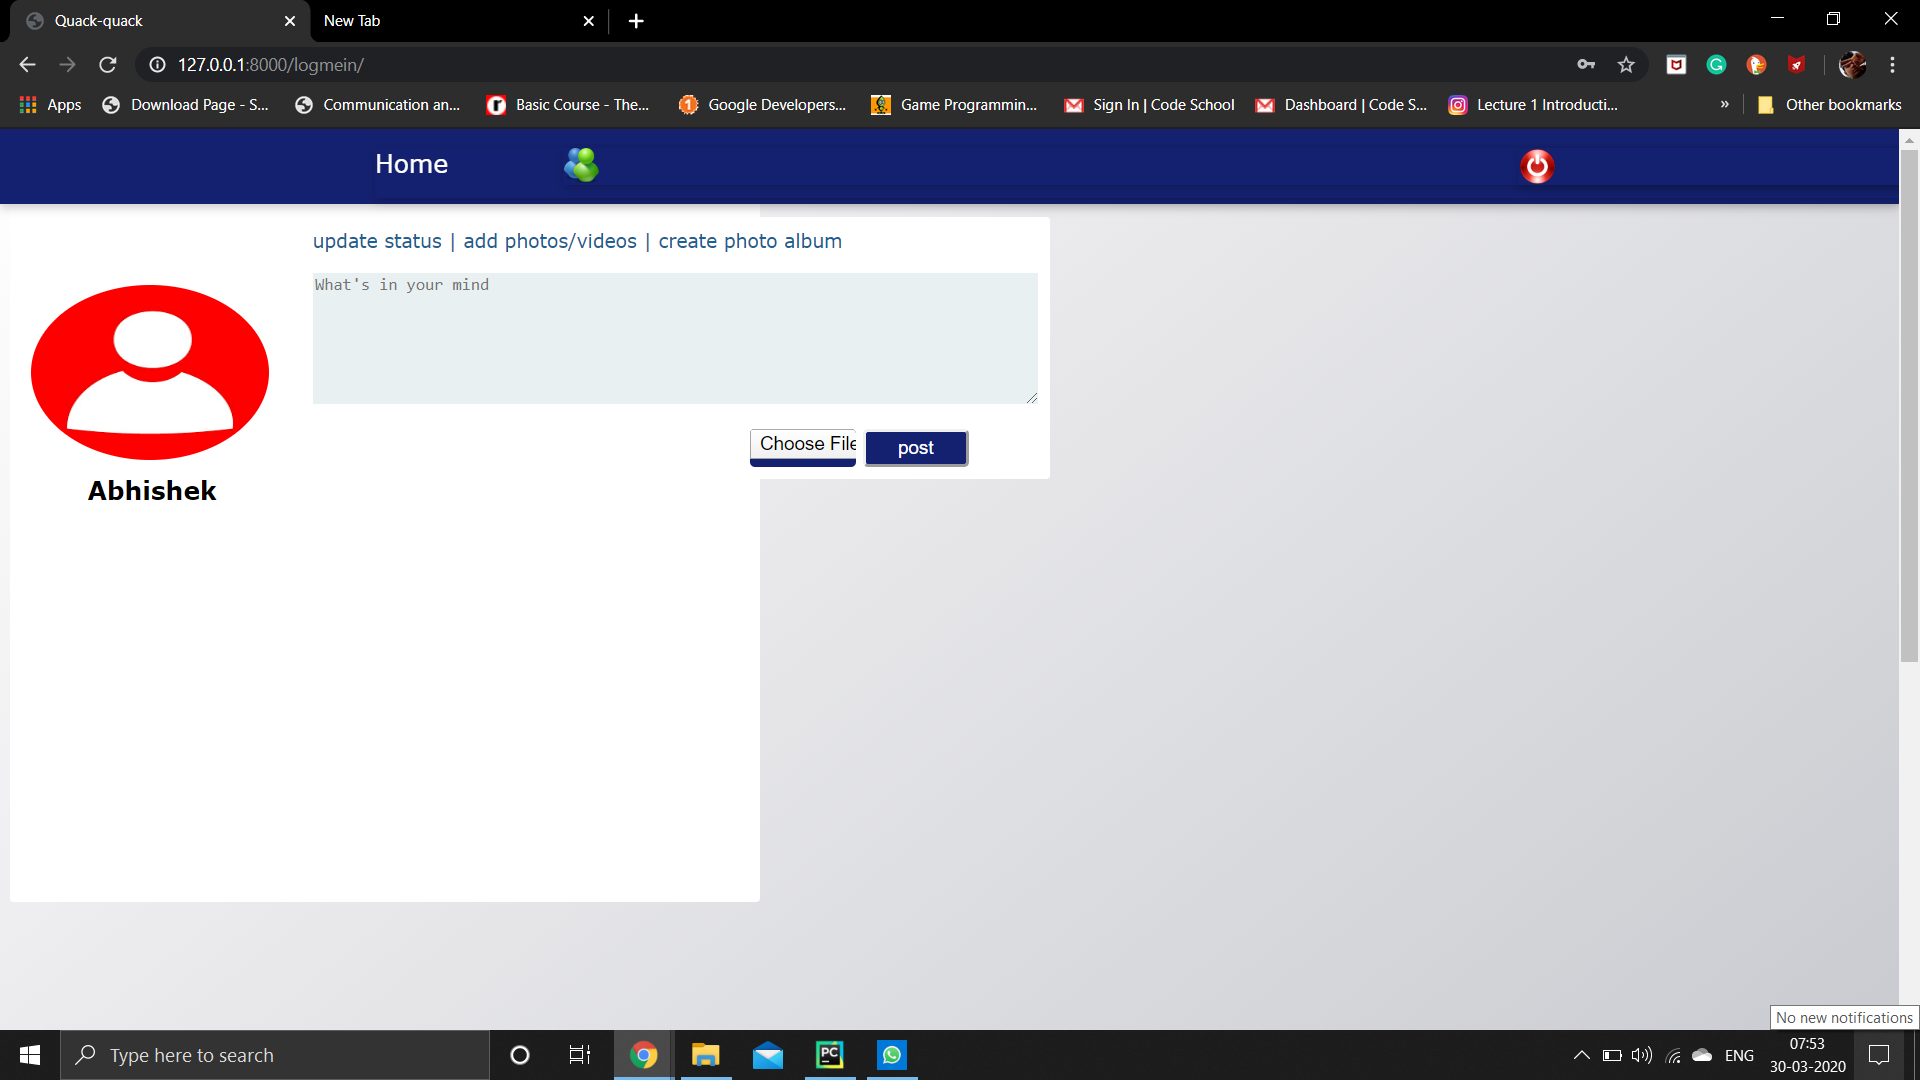 Quack-quack
New Tab
127.0.0.1:8000/logmein/
Apps
Download Page - S...
Communication an...
Basic Course - The...
Google Developers...
Game Programmin...
Sign In | Code School
Dashboard | Code S...
Lecture 1 Introducti...
»
Other bookmarks
Home
update status | add photos/videos | create photo album
What's in your mind
Choose File
post
Abhishek
No new notifications
Type here to search
PC
ENG
07:53
30-03-2020